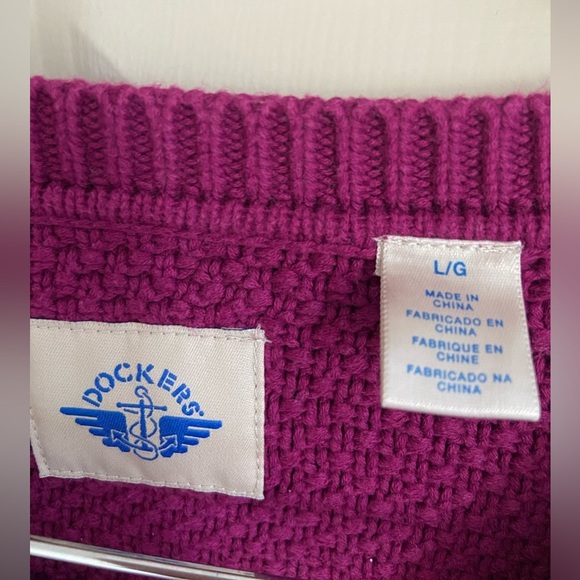 DOCKERS
L/G
MADE IN
CHINA
FABRICADO EN
CHINA
FABRIQUE EN
CHINE
FABRICADO NA
CHINA